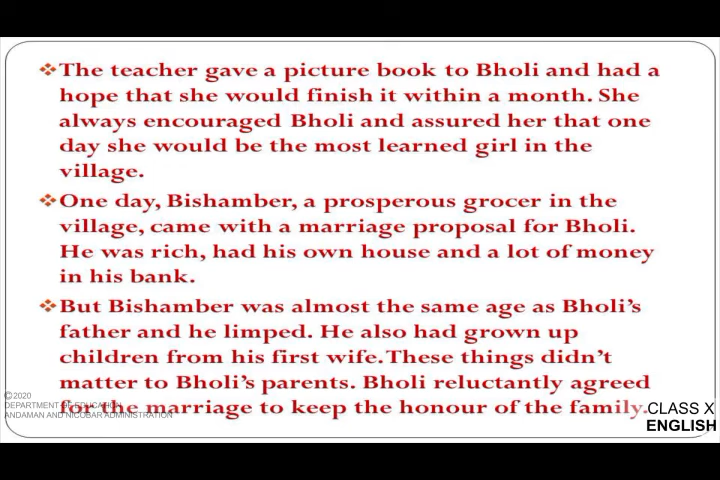 ❖The teacher gave a picture book to Bholi and had a
hope that she would finish it within a month. She
always encouraged Bholi and assured her that one
day she would be the most learned girl in the
village.
❖One day, Bishamber, a prosperous grocer in the
village, came with a marriage proposal for Bholi.
He was rich, had his own house and a lot of money
in his bank.
❖But Bishamber was almost the same age as Bholi's
father and he limped. He also had grown up
children from his first wife. These things didn't
matter to Bholi's parents. Bholi reluctantly agreed
for the marriage to keep the honour of the family.
©2020
DEPARTMENT OF EDUCATION
ANDAMAN AND NICOBAR ADMINISTRATION
CLASS X
ENGLISH